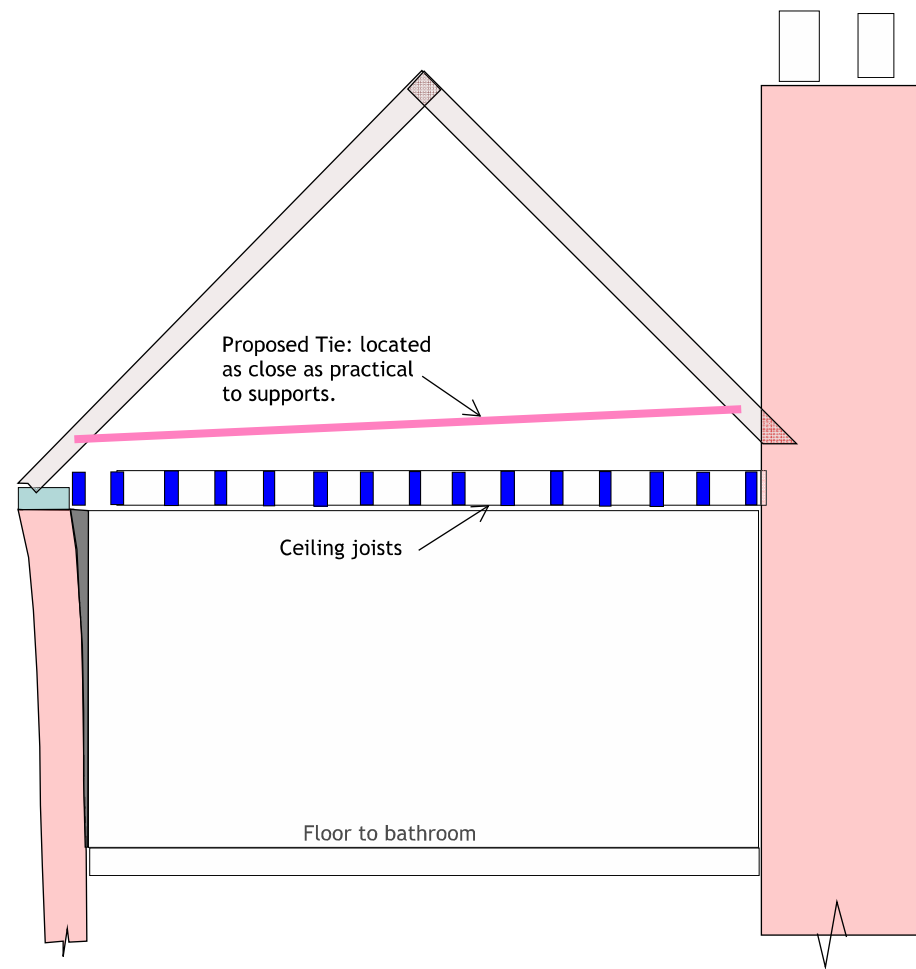 Proposed Tie: located
as close as practical
to supports.
Ceiling joists
Floor to bathroom